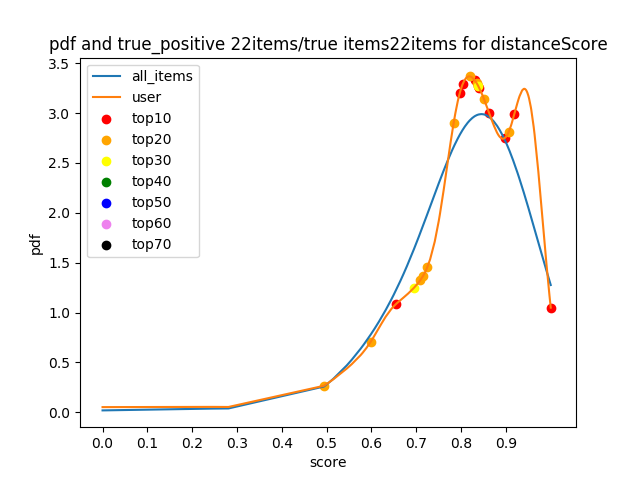 pdf and true_positive 22items/true items22items for distanceScore
3.5
3.0
2.5
2.0
1.5
1.0
0.5
0.0
pdf
all_items
user
top10
top20
top30
top40
top50
top60
top70
0.0 0.1 0.2 0.3 0.4 0.5 0.6 0.7 0.8 0.9
score